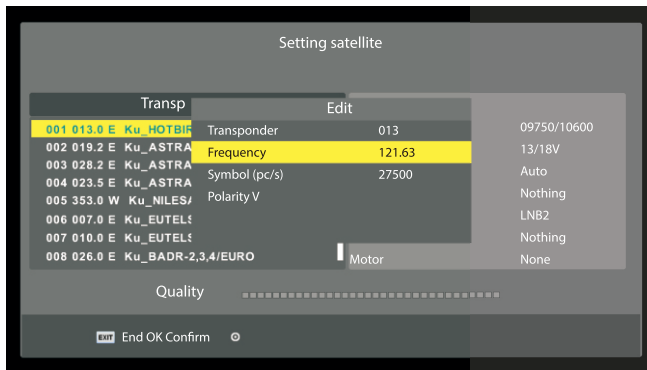 Setting satellite
Transp
Edit
001 013.0 E Ku_HOTBIR
002 019.2 E Ku_ASTRA
003 028.2 E Ku_ASTRA
004 023.5 E Ku_ASTRA
005 353.0 W Ku_NILESA
006 007.0 E Ku_EUTELS
007 010.0 E Ku_EUTELS
008 026.0 E Ku_BADR-2,3,4/EURO
Transponder 013
Frequency 121.63
Symbol (pc/s) 27500
Polarity V
09750/10600
13/18V
Auto
Nothing
LNB2
Nothing
Motor None
Quality
EXIT End OK Confirm